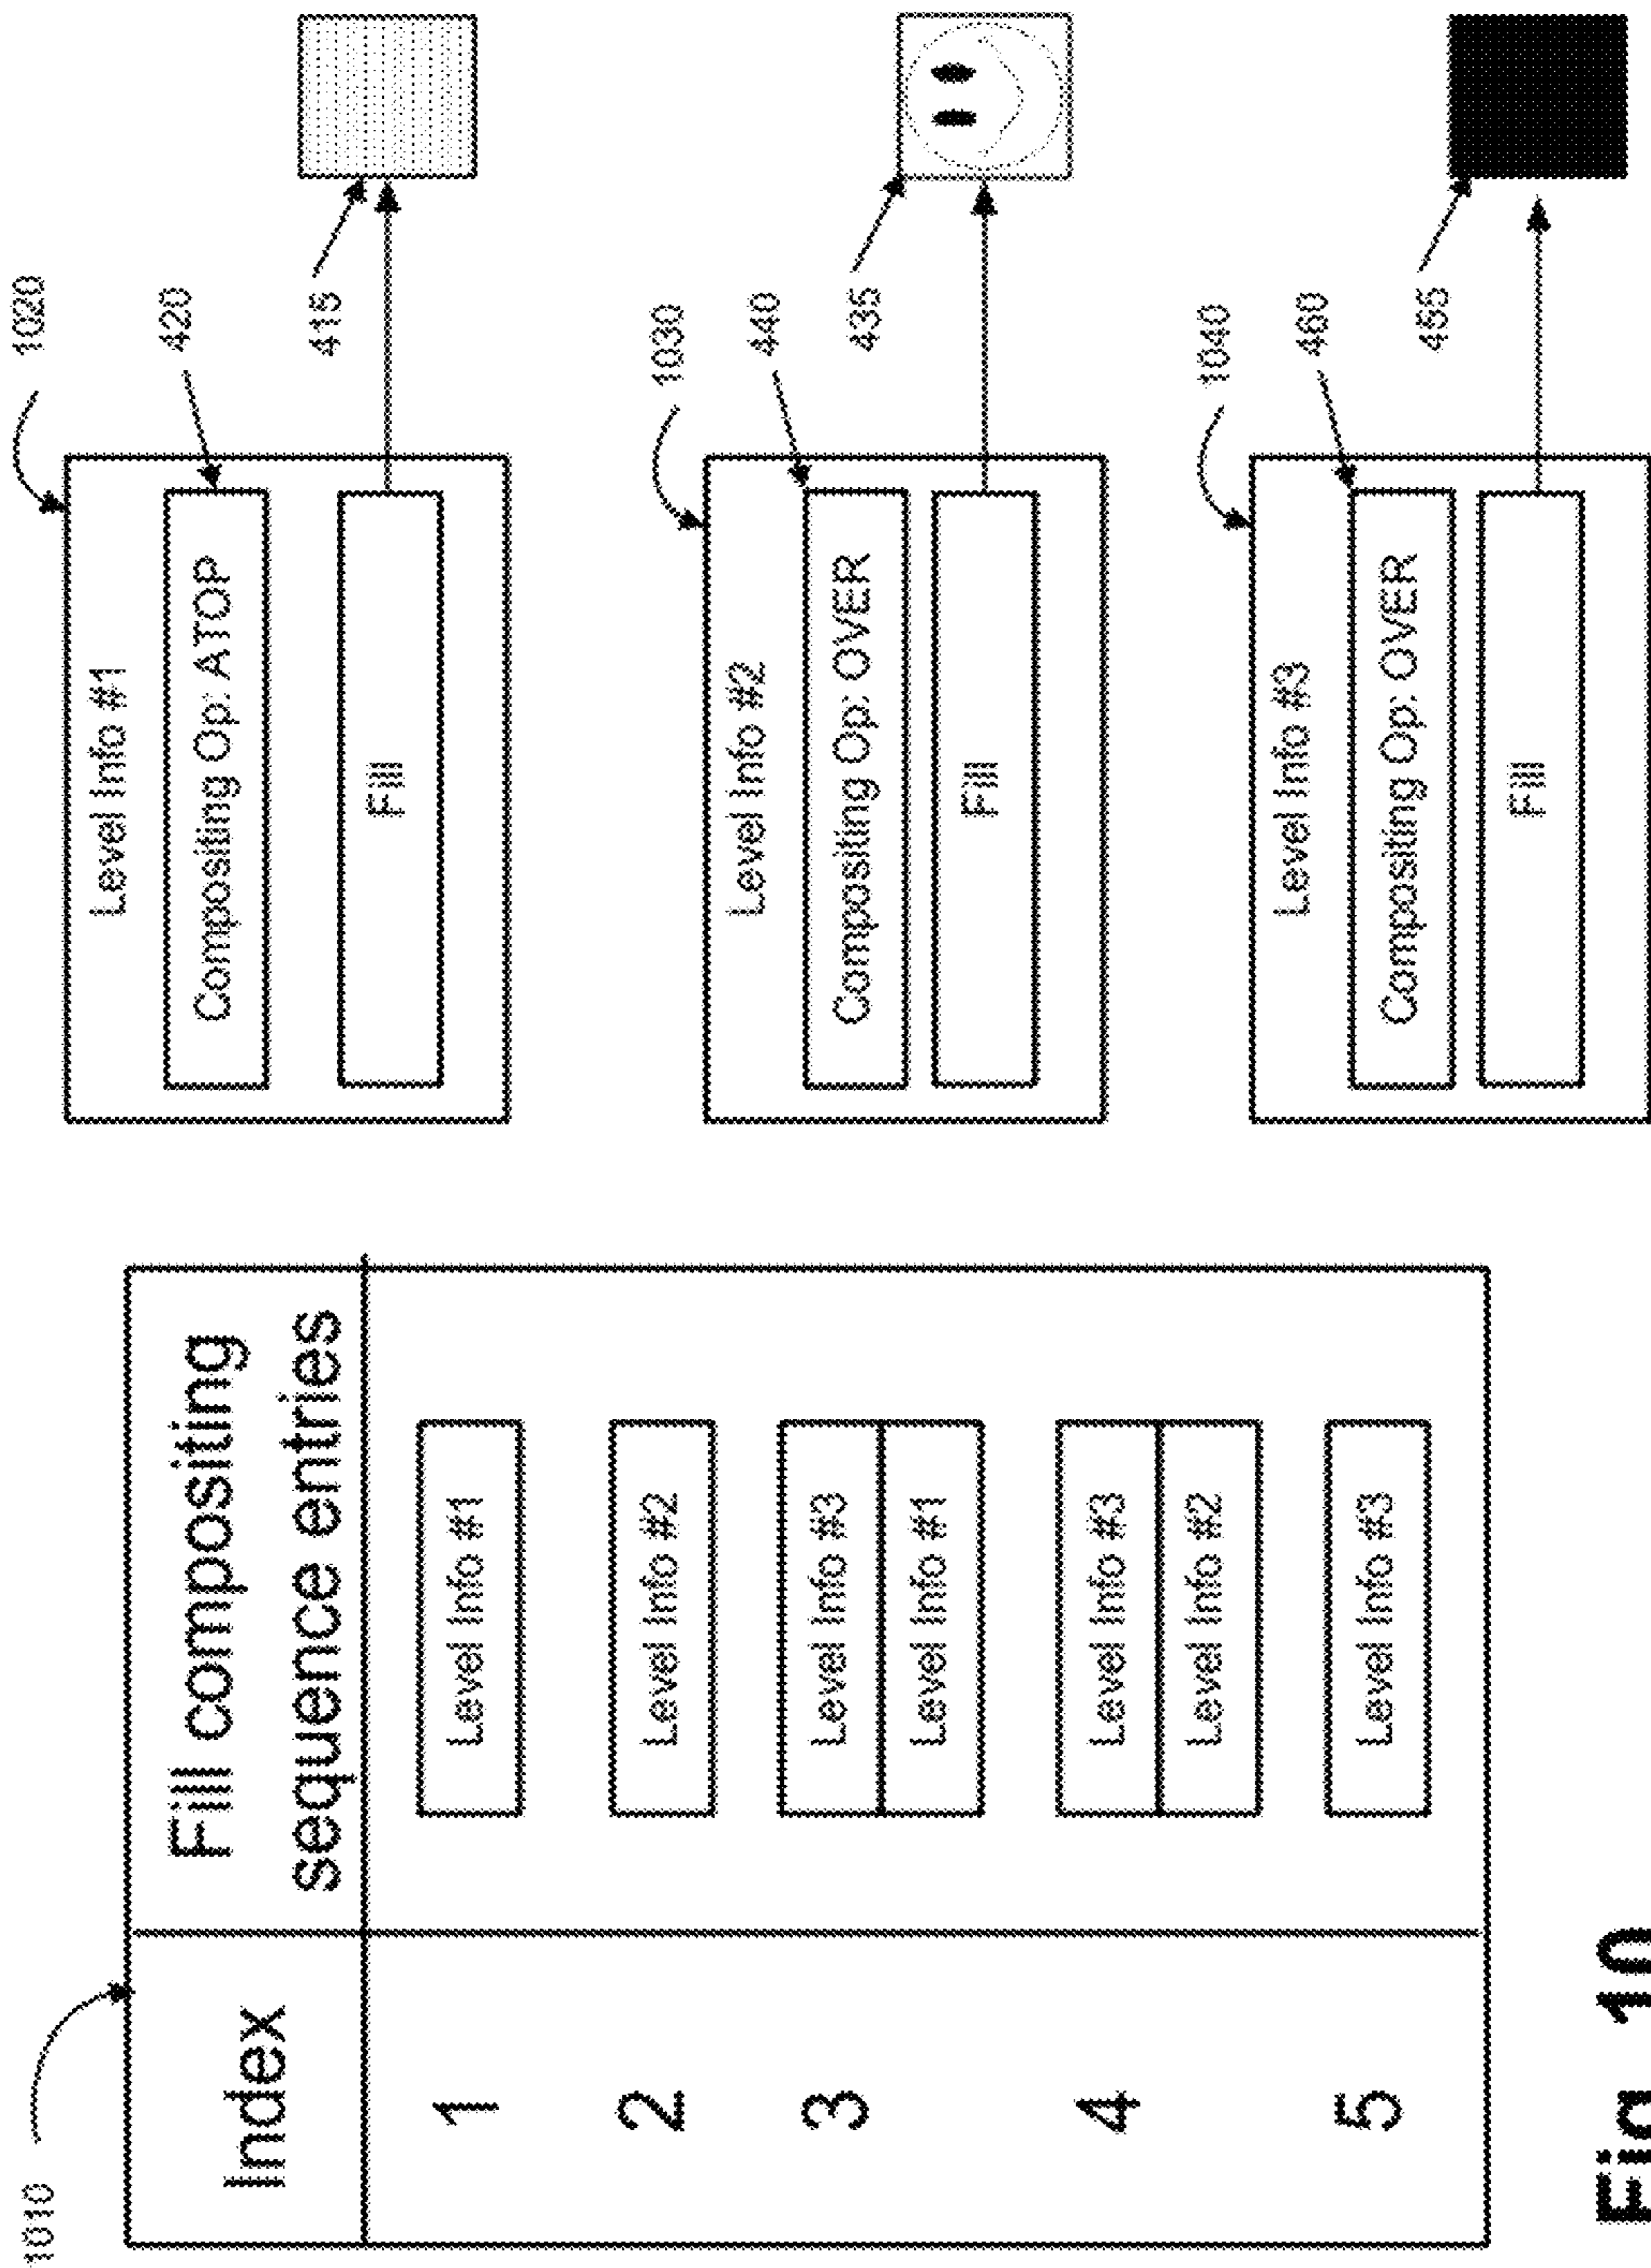 1010
Index
Fill compositing
sequence entries
1
Level Info #1
2
Level Info #2
3
Level Info #3
Level Info #1
4
Level Info #3
Level Info #2
5
Level Info #3
1020
Level Info #1
Compositing Op: ATOP
420
Fill
415
1030
Level Info #2
Compositing Op: OVER
440
Fill
435
1040
Level Info #3
Compositing Op: OVER
460
Fill
455
Fig 10